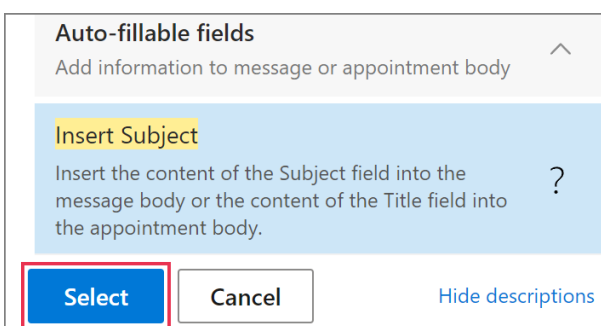 Auto-fillable fields
Add information to message or appointment body
Insert Subject
Insert the content of the Subject field into the
message body or the content of the Title field into
the appointment body.
?
Select Cancel Hide descriptions